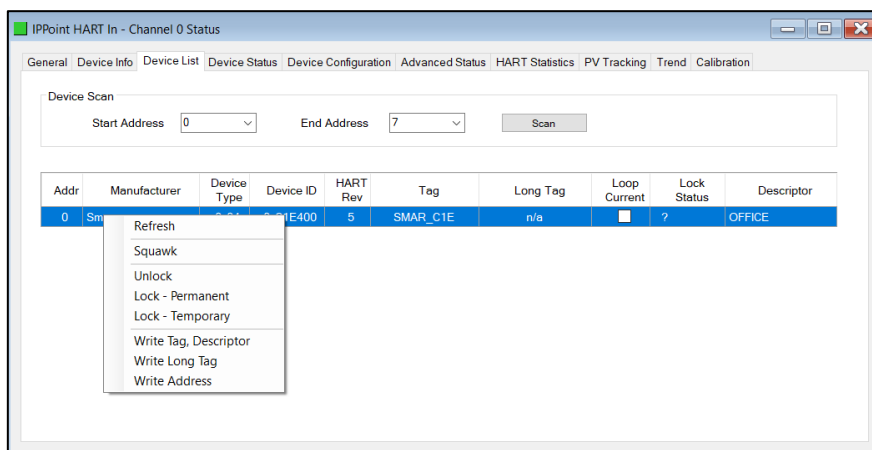 IPPoint HART In - Channel 0 Status
General Device Info Device List Device Status Device Configuration Advanced Status HART Statistics PV Tracking Trend Calibration
Device Scan
Start Address 0 End Address 7 Scan
Addr Manufacturer Device Type Device ID HART Rev Tag Long Tag Loop Current Lock Status Descriptor
0 1E400 5 SMAR_C1E n/a ? OFFICE
Refresh
Squawk
Unlock
Lock - Permanent
Lock - Temporary
Write Tag, Descriptor
Write Long Tag
Write Address